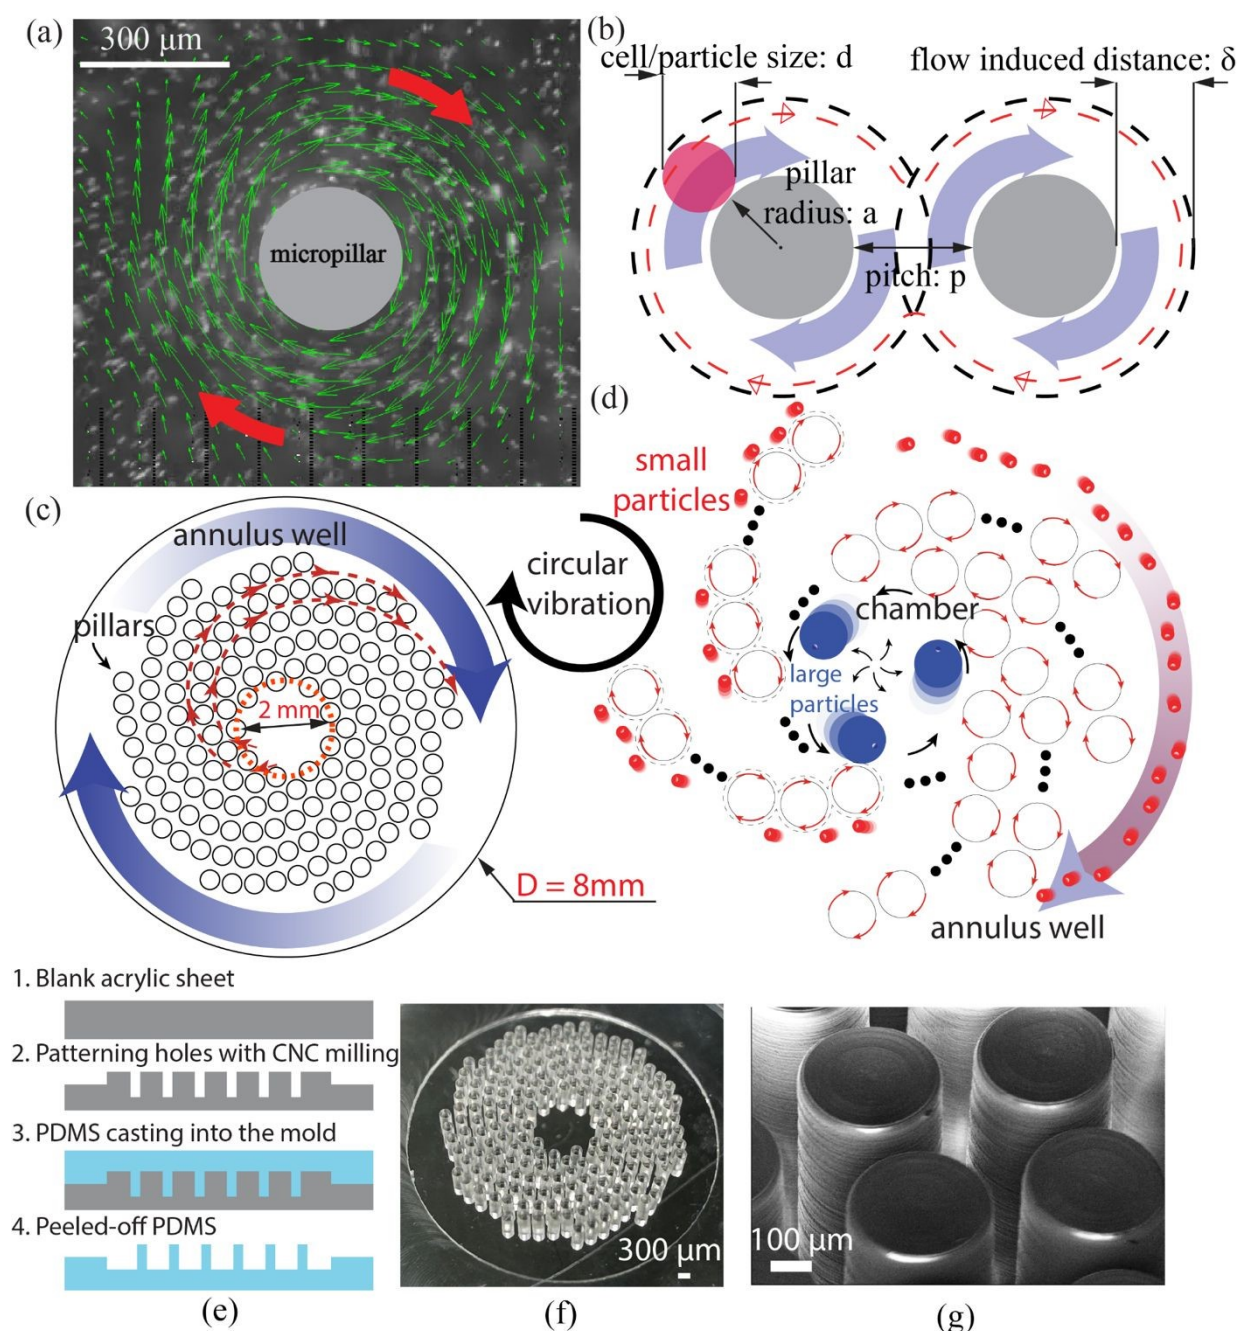 (a)
300 μm
micropillar
(b)
cell/particle size: d
flow induced distance: δ
pillar
radius: a
pitch: p
(c)
annulus well
pillars
2 mm
D = 8mm
circular
vibration
(d)
small
particles
chamber
large
particles
annulus well
1. Blank acrylic sheet
2. Patterning holes with CNC milling
3. PDMS casting into the mold
4. Peeled-off PDMS
(e)
300 μm
(f)
100 μm
(g)